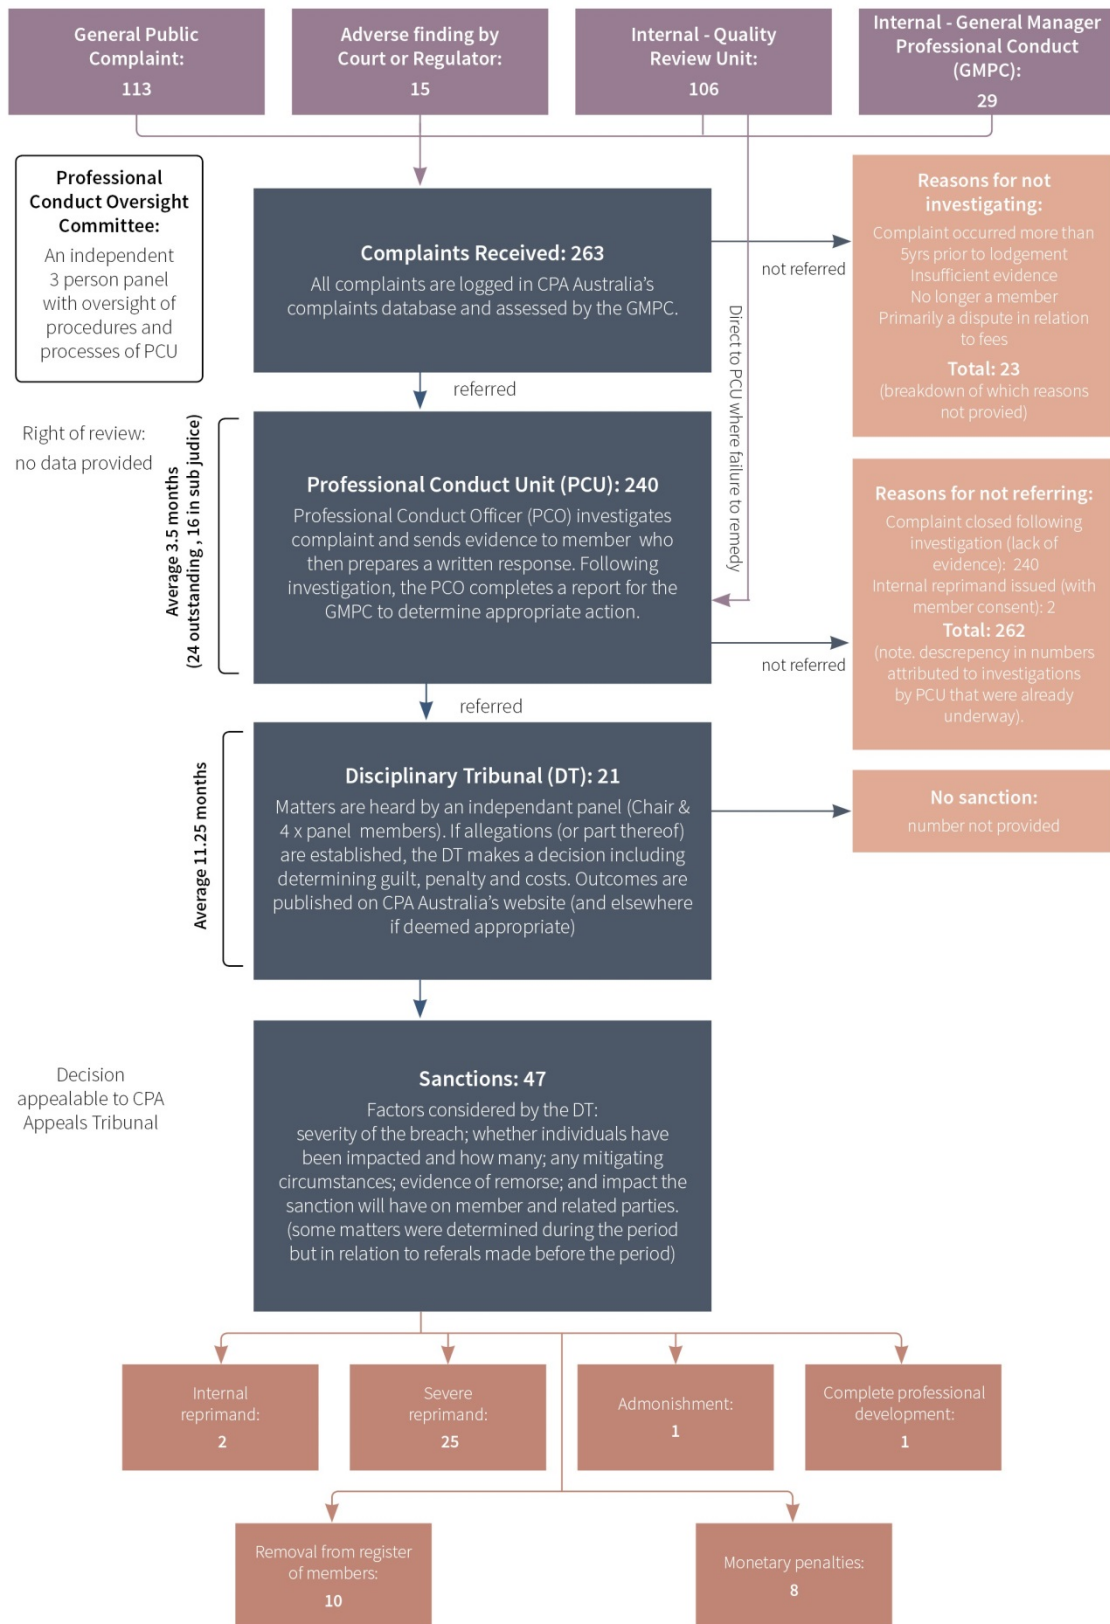 General Public
Complaint:
113
Adverse finding by
Court or Regulator:
15
Internal - Quality
Review Unit:
106
Internal - General Manager
Professional Conduct
(GMPC):
29
Professional
Conduct Oversight
Committee:
An independent
3 person panel
with oversight of
procedures and
processes of PCU
Complaints Received: 263
All complaints are logged in CPA Australia's
complaints database and assessed by the GMPC.
not referred
Reasons for not
investigating:
Complaint occurred more than
5yrs prior to lodgement
Insufficient evidence
No longer a member
Primarily a dispute in relation
to fees
Total: 23
(breakdown of which reasons
not provied)
Direct to PCU where failure to
remedy
referred
Right of review:
no data provided
Average 3.5 months
(24 outstanding , 16 in sub judice)
Professional Conduct Unit (PCU): 240
Professional Conduct Officer (PCO) investigates
complaint and sends evidence to member who
then prepares a written response. Following
investigation, the PCO completes a report for the
GMPC to determine appropriate action.
not referred
Reasons for not referring:
Complaint closed following
investigation (lack of
evidence): 240
Internal reprimand issued (with
member consent): 2
Total: 262
(note. descrepency in numbers
attributed to investigations
by PCU that were already
underway).
referred
Average 11.25 months
Disciplinary Tribunal (DT): 21
Matters are heard by an independant panel (Chair &
4 x panel members). If allegations (or part thereof)
are established, the DT makes a decision including
determining guilt, penalty and costs. Outcomes are
published on CPA Australia's website (and elsewhere
if deemed appropriate)
No sanction:
number not provided
Decision
appealable to CPA
Appeals Tribunal
Sanctions: 47
Factors considered by the DT:
severity of the breach; whether individuals have
been impacted and how many; any mitigating
circumstances; evidence of remorse; and impact the
sanction will have on member and related parties.
(some matters were determined during the period
but in relation to referals made before the period)
Internal
reprimand:
2
Severe
reprimand:
25
Admonishment:
1
Complete professional
development:
1
Removal from register
of members:
10
Monetary penalties:
8